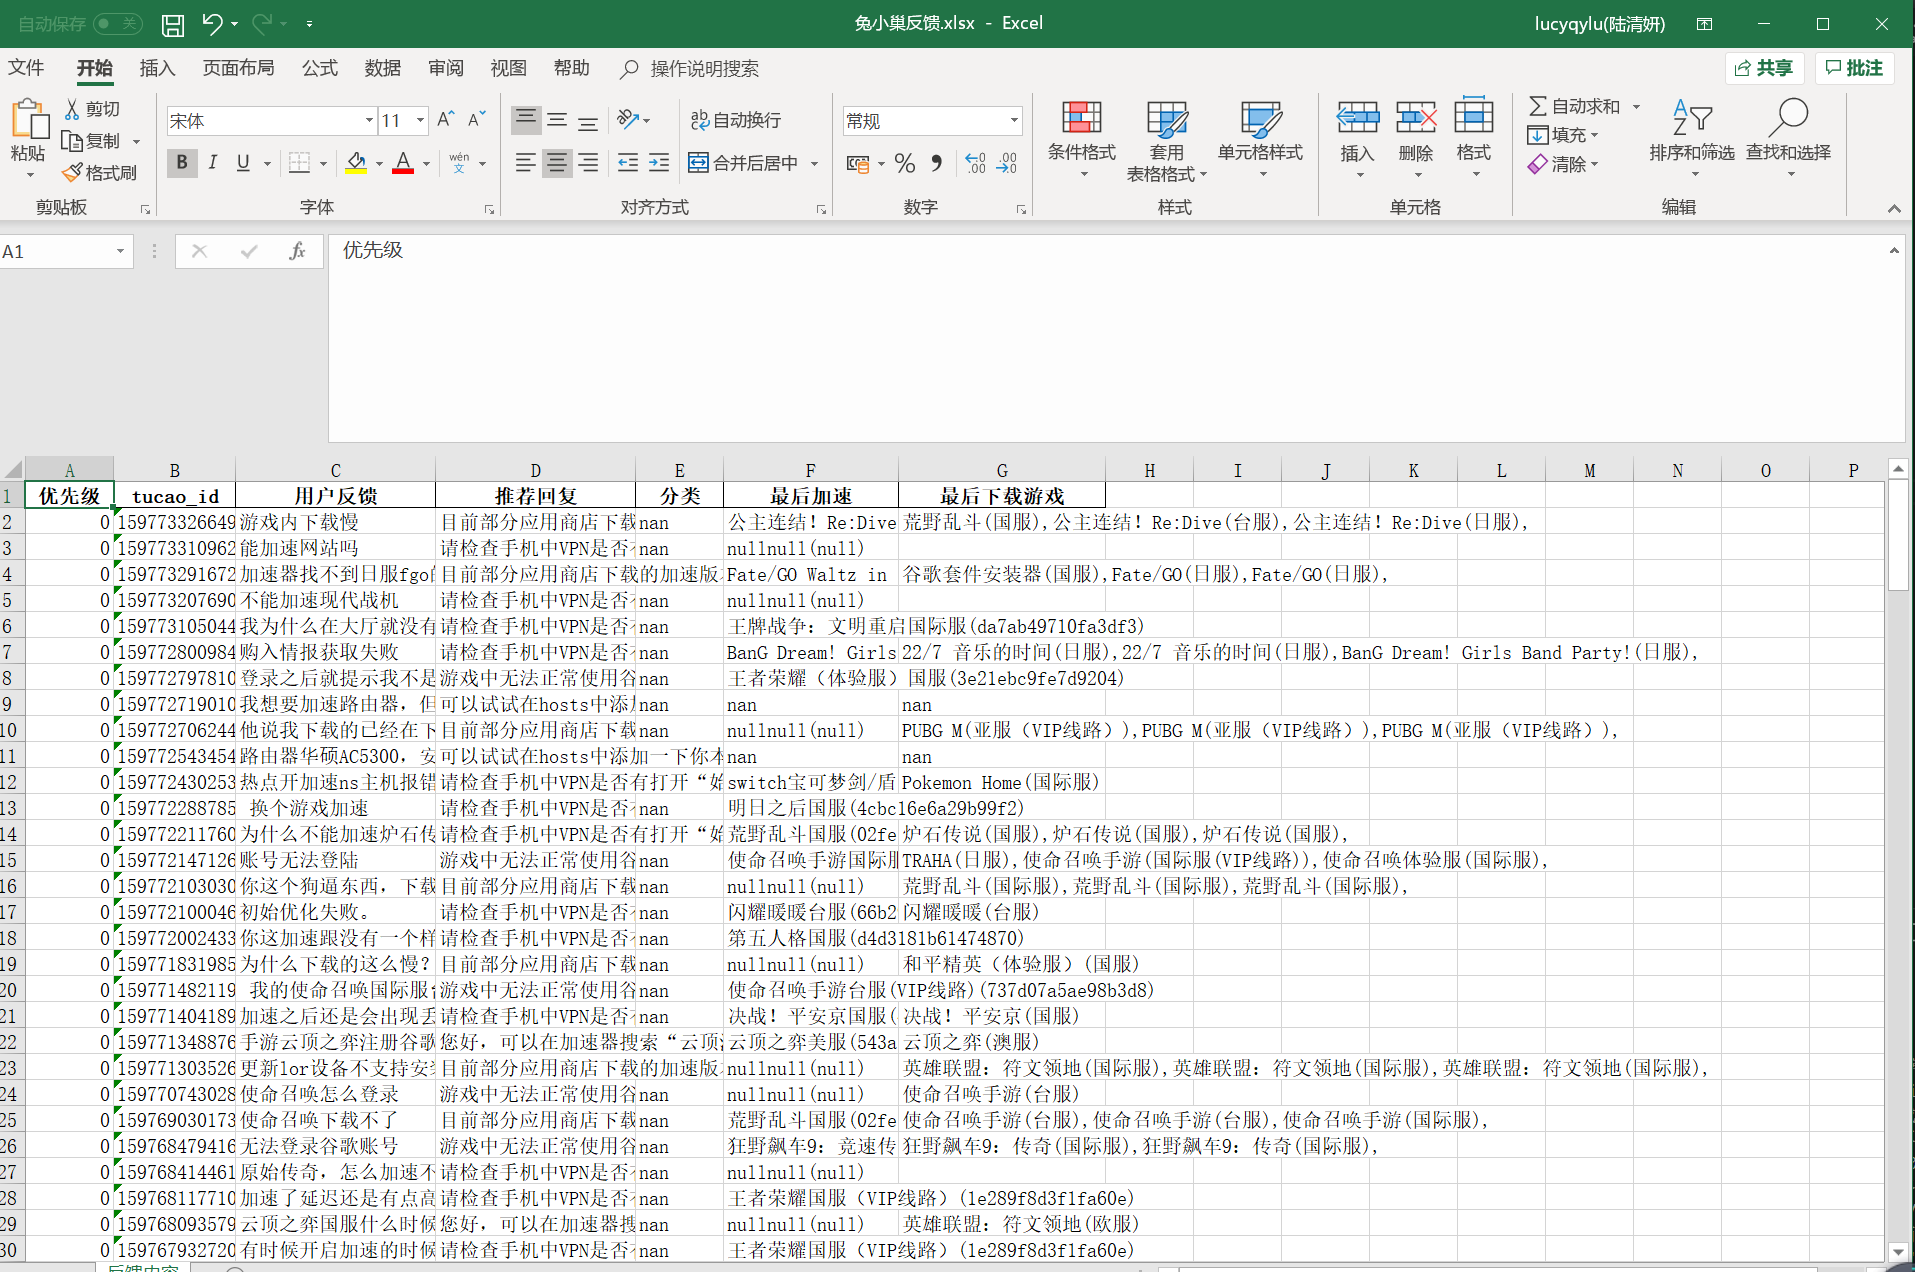 自动保存 关 兔小巢反馈.xlsx - Excel lucyqylu(陆清妍)
文件 开始 插入 页面布局 公式 数据 审阅 视图 帮助 操作说明搜索 共享 批注
粘贴 剪切 复制 格式刷 剪贴板
宋体 11 B I U wén 文 字体
ab 自动换行 合并后居中 对齐方式
常规 % 数字
条件格式 套用表格格式 单元格样式 样式
插入 删除 格式 单元格
自动求和 填充 清除 排序和筛选 查找和选择 编辑
A1 fx 优先级
A B C D E F G H I J K L M N O P
1 优先级 tucao_id 用户反馈 推荐回复 分类 最后加速 最后下载游戏
2 0 159773326649 游戏内下载慢 目前部分应用商店下载 nan 公主连结！Re:Dive 荒野乱斗(国服),公主连结！Re:Dive(台服),公主连结！Re:Dive(日服),
3 0 159773310962 能加速网站吗 请检查手机中VPN是否 nan nullnull(null)
4 0 159773291672 加速器找不到日服fgo 目前部分应用商店下载的加速版 Fate/GO Waltz in 谷歌套件安装器(国服),Fate/GO(日服),Fate/GO(日服),
5 0 159773207690 不能加速现代战机 请检查手机中VPN是否 nan nullnull(null)
6 0 159773105044 我为什么在大厅就没有 请检查手机中VPN是否 nan 王牌战争：文明重启国际服(da7ab49710fa3df3)
7 0 159772800984 购入情报获取失败 请检查手机中VPN是否 nan BanG Dream! Girls 22/7 音乐的时间(日服),22/7 音乐的时间(日服),BanG Dream! Girls Band Party!(日服),
8 0 159772797810 登录之后就提示我不是 游戏中无法正常使用谷 nan 王者荣耀（体验服）国服(3e21ebc9fe7d9204)
9 0 159772719010 我想要加速路由器，但 可以试试在hosts中添加 nan nan nan
10 0 159772706244 他说我下载的已经在下 目前部分应用商店下载 nan nullnull(null) PUBG M(亚服（VIP线路）),PUBG M(亚服（VIP线路）),PUBG M(亚服（VIP线路）),
11 0 159772543454 路由器华硕AC5300，安 可以试试在hosts中添加一下你本 nan nan
12 0 159772430253 热点开加速ns主机报错 请检查手机中VPN是否有打开“始 switch宝可梦剑/盾 Pokemon Home(国际服)
13 0 159772288785 换个游戏加速 请检查手机中VPN是否 nan 明日之后国服(4cbc16e6a29b99f2)
14 0 159772211760 为什么不能加速炉石传 请检查手机中VPN是否有打开“始 荒野乱斗国服(02fe 炉石传说(国服),炉石传说(国服),炉石传说(国服),
15 0 159772147126 账号无法登陆 游戏中无法正常使用谷 nan 使命召唤手游国际服 TRAHA(日服),使命召唤手游(国际服(VIP线路)),使命召唤体验服(国际服),
16 0 159772103030 你这个狗逼东西，下载 目前部分应用商店下载 nan nullnull(null) 荒野乱斗(国际服),荒野乱斗(国际服),荒野乱斗(国际服),
17 0 159772100046 初始优化失败。 请检查手机中VPN是否 nan 闪耀暖暖台服(66b2 闪耀暖暖(台服)
18 0 159772002433 你这加速跟没有一个样 请检查手机中VPN是否 nan 第五人格国服(d4d3181b61474870)
19 0 159771831985 为什么下载的这么慢？ 目前部分应用商店下载 nan nullnull(null) 和平精英（体验服）(国服)
20 0 159771482119 我的使命召唤国际服 游戏中无法正常使用谷 nan 使命召唤手游台服(VIP线路)(737d07a5ae98b3d8)
21 0 159771404189 加速之后还是会出现丢 请检查手机中VPN是否 nan 决战！平安京国服( 决战！平安京(国服)
22 0 159771348876 手游云顶之弈注册谷歌 您好，可以在加速器搜索“云顶 云顶之弈美服(543a 云顶之弈(澳服)
23 0 159771303526 更新lor设备不支持安 目前部分应用商店下载的加速版 nullnull(null) 英雄联盟：符文领地(国际服),英雄联盟：符文领地(国际服),英雄联盟：符文领地(国际服),
24 0 159770743028 使命召唤怎么登录 游戏中无法正常使用谷 nan nullnull(null) 使命召唤手游(台服)
25 0 159769030173 使命召唤下载不了 目前部分应用商店下载 nan 荒野乱斗国服(02fe 使命召唤手游(台服),使命召唤手游(台服),使命召唤手游(国际服),
26 0 159768479416 无法登录谷歌账号 游戏中无法正常使用谷 nan 狂野飙车9：竞速传 狂野飙车9：传奇(国际服),狂野飙车9：传奇(国际服),
27 0 159768414461 原始传奇，怎么加速不 请检查手机中VPN是否 nan nullnull(null)
28 0 159768117710 加速了延迟还是有点高 请检查手机中VPN是否 nan 王者荣耀国服（VIP线路）(1e289f8d3f1fa60e)
29 0 159768093579 云顶之弈国服什么时候 您好，可以在加速器搜 nan nullnull(null) 英雄联盟：符文领地(欧服)
30 0 159767932720 有时候开启加速的时候 请检查手机中VPN是否 nan 王者荣耀国服（VIP线路）(1e289f8d3f1fa60e)